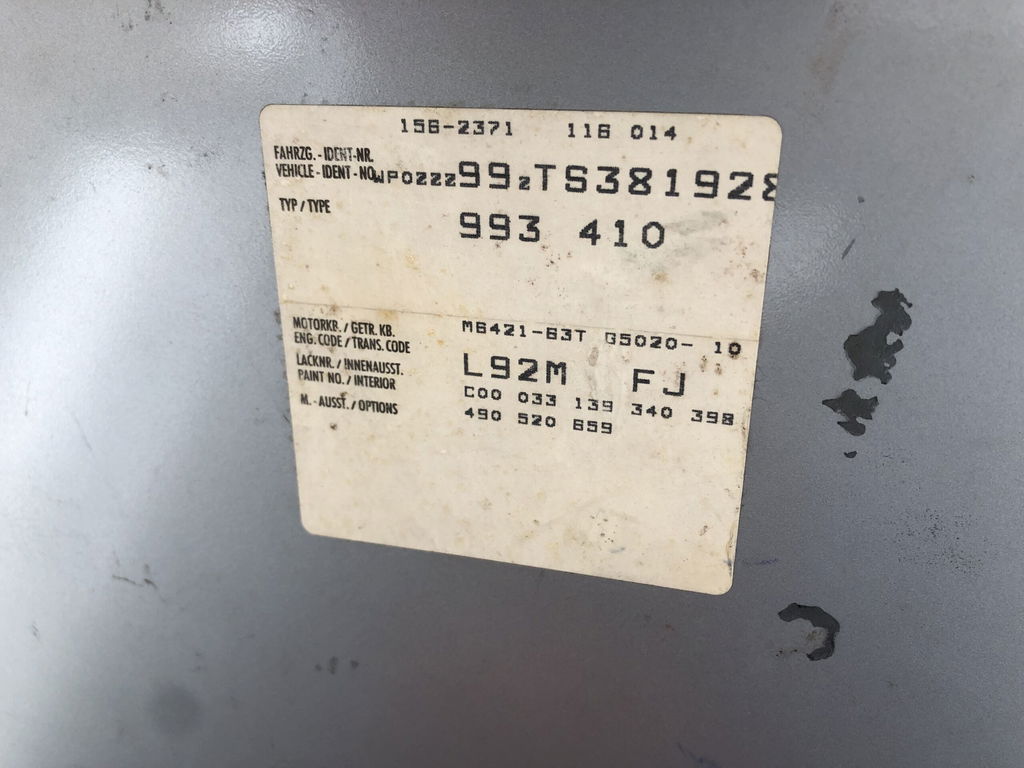 156-2371 116 014
FAHRZG.-IDENT-NR.
VEHICLE-IDENT-NO. WP0ZZZ99ZTS381928
TYP/TYPE 993 410
MOTORKB./GETR.KB. M6421-63T G5020- 10
ENG.CODE/TRANS.CODE
LACKNR./INNENAUSST. L92M FJ
PAINT NO./INTERIOR
M.-AUSST./OPTIONS C00 033 139 340 398
490 520 659